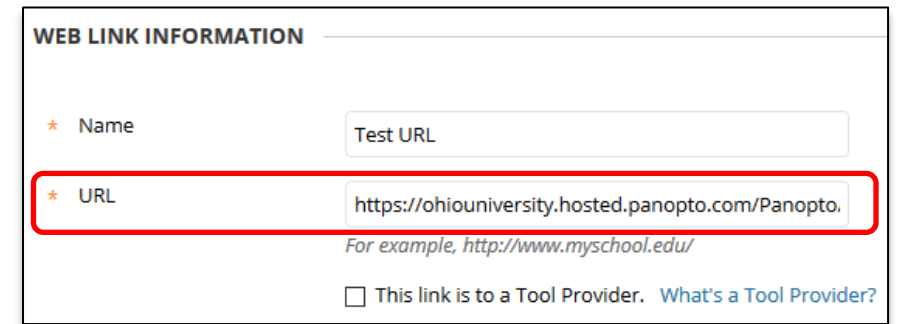 WEB LINK INFORMATION
* Name
Test URL
* URL
https://ohiouniversity.hosted.panopto.com/Panopto.
For example, http://www.myschool.edu/
This link is to a Tool Provider. What's a Tool Provider?